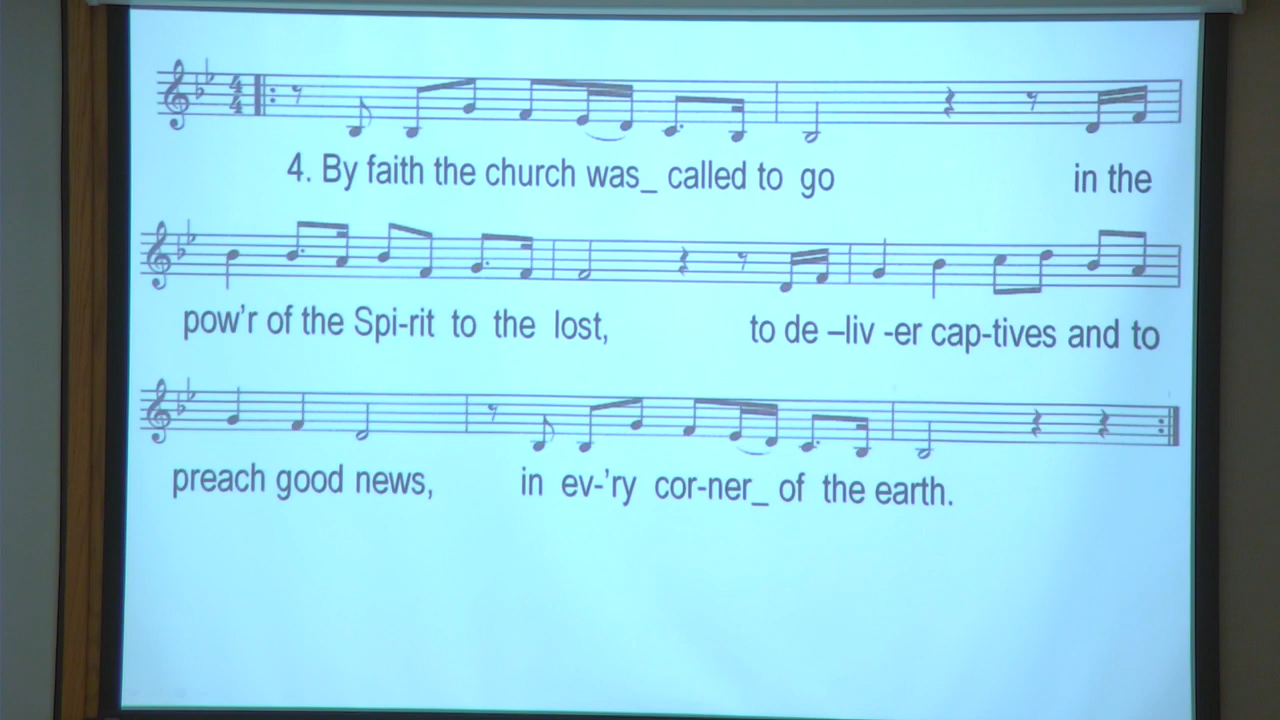 4. By faith the church was_ called to go in the
pow'r of the Spi-rit to the lost, to de –liv -er cap-tives and to
preach good news, in ev-'ry cor-ner_ of the earth.